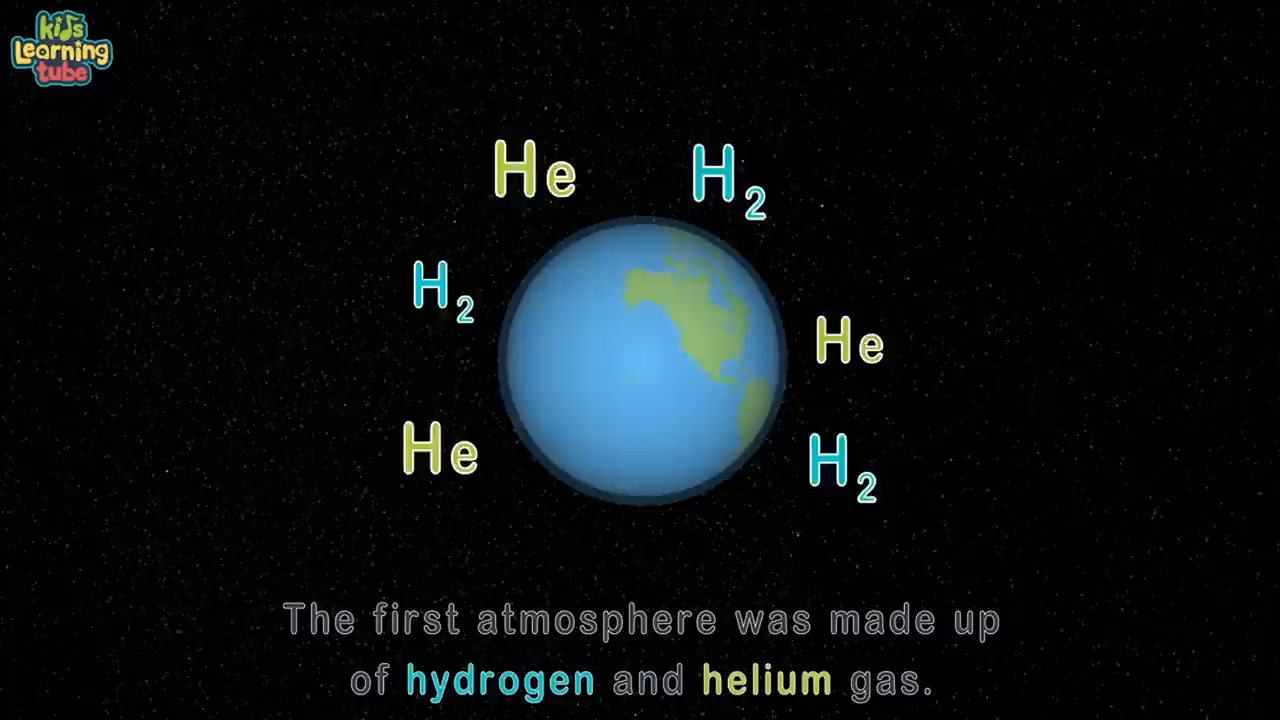 kids
Learning
tube
He
H₂
H₂
He
He
H₂
The first atmosphere was made up
of hydrogen and helium gas.